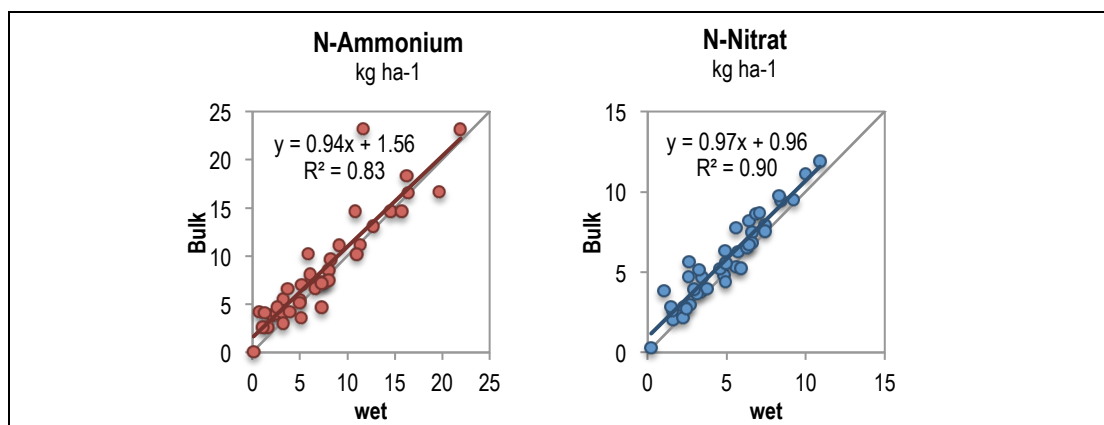 N-Ammonium
kg ha-1
25
20
15
10
5
0
Bulk
y = 0.94x + 1.56
R² = 0.83
0 5 10 15 20 25
wet
N-Nitrat
kg ha-1
15
10
5
0
Bulk
y = 0.97x + 0.96
R² = 0.90
0 5 10 15
wet